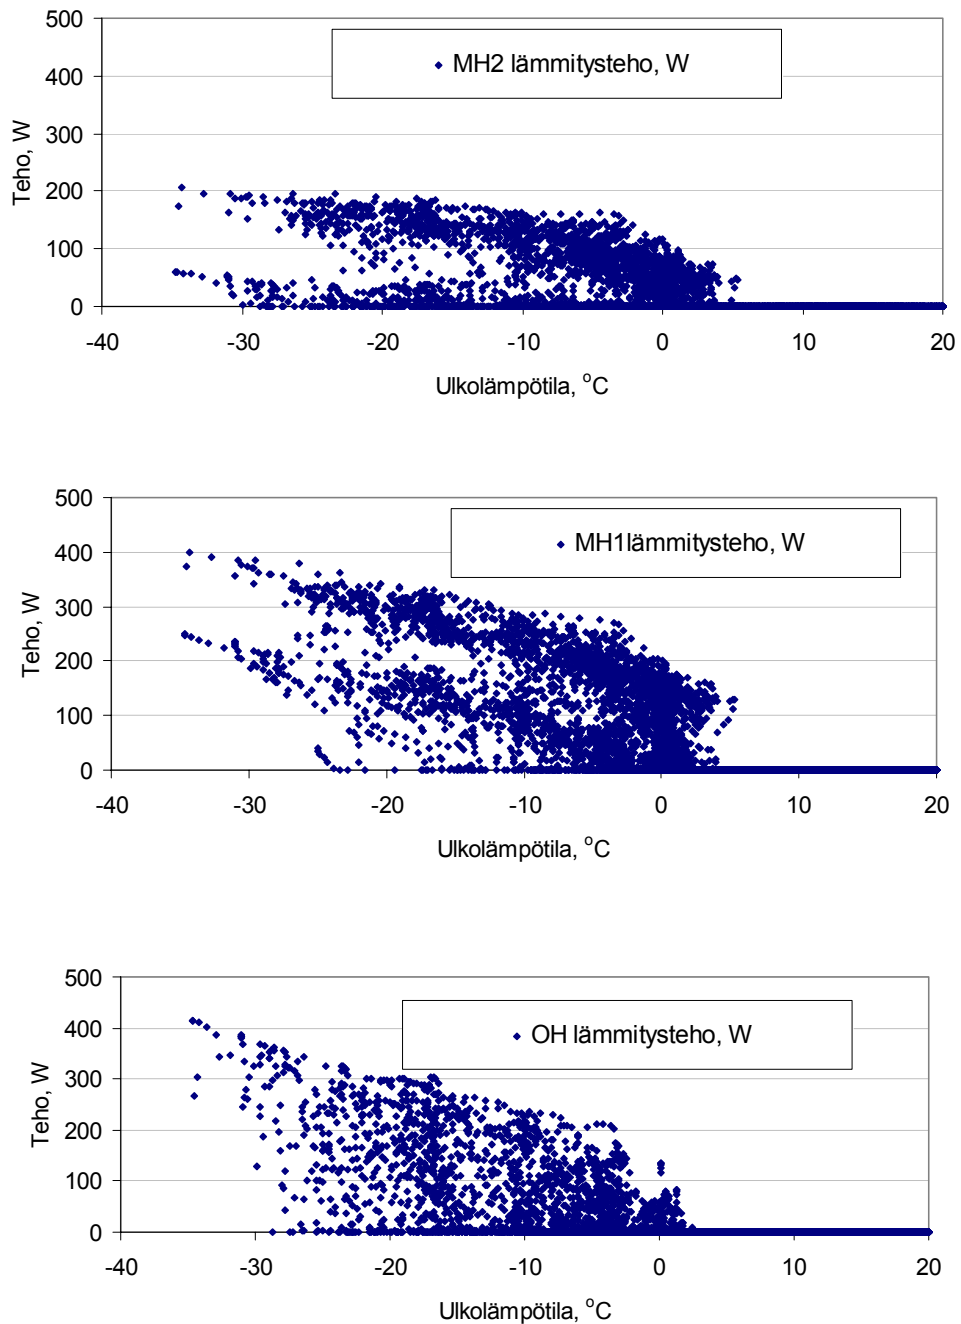 500
MH2 lämmitysteho, W
400
300
200
100
0
Teho, W
-40 -30 -20 -10 0 10 20
Ulkolämpötila, °C
500
MH1lämmitysteho, W
400
300
200
100
0
Teho, W
-40 -30 -20 -10 0 10 20
Ulkolämpötila, °C
500
OH lämmitysteho, W
400
300
200
100
0
Teho, W
-40 -30 -20 -10 0 10 20
Ulkolämpötila, °C